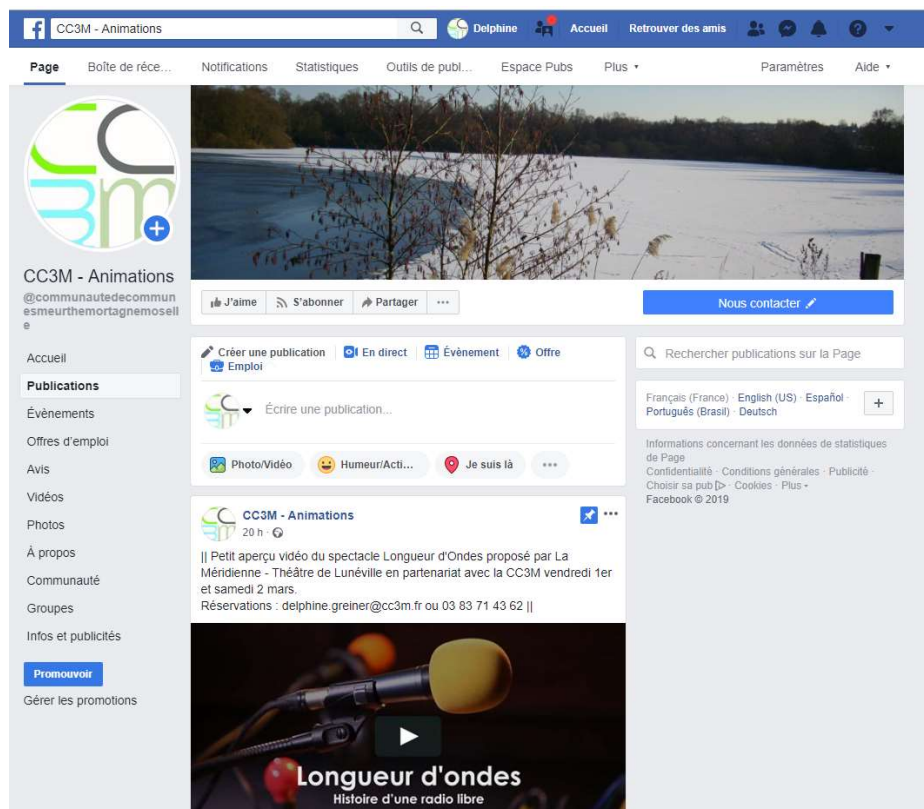 CC3M - Animations
Delphine
Accueil
Retrouver des amis
Page
Boîte de réce...
Notifications
Statistiques
Outils de publ...
Espace Pubs
Plus
Paramètres
Aide
CC3M - Animations
@communautedecommun
esmeurthemortagnemosell
e
Accueil
Publications
Évènements
Offres d'emploi
Avis
Vidéos
Photos
À propos
Communauté
Groupes
Infos et publicités
Promouvoir
Gérer les promotions
J'aime
S'abonner
Partager
...
Nous contacter
Créer une publication
En direct
Évènement
Offre
Emploi
Écrire une publication...
Photo/Vidéo
Humeur/Acti...
Je suis là
...
CC3M - Animations
20 h ·
|| Petit aperçu vidéo du spectacle Longueur d'Ondes proposé par La
Méridienne - Théâtre de Lunéville en partenariat avec la CC3M vendredi 1er
et samedi 2 mars.
Réservations : delphine.greiner@cc3m.fr ou 03 83 71 43 62 ||
Longueur d'ondes
Histoire d'une radio libre
Rechercher publications sur la Page
Français (France) · English (US) · Español ·
Português (Brasil) · Deutsch
Informations concernant les données de statistiques
de Page
Confidentialité · Conditions générales · Publicité ·
Choisir sa pub · Cookies · Plus
Facebook © 2019